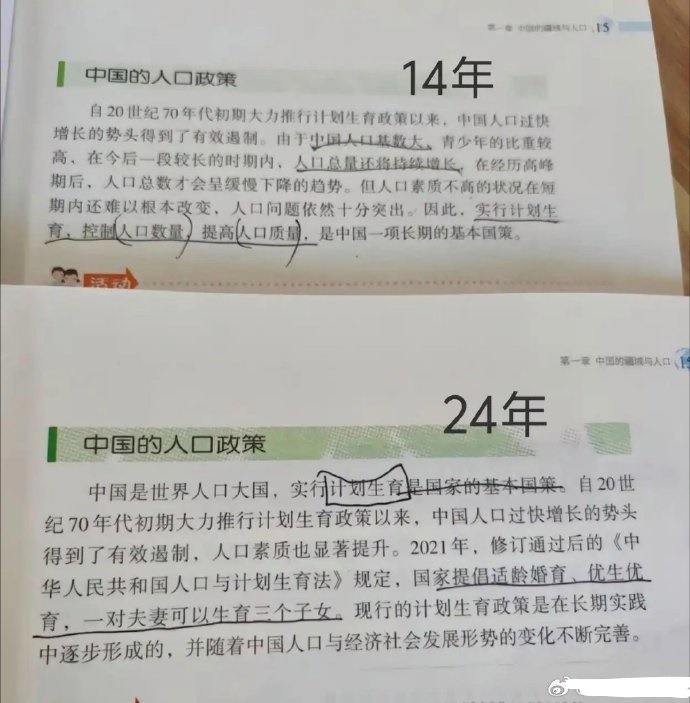 第一章 中国的疆域与人口 15
中国的人口政策 14年
自20世纪70年代初期大力推行计划生育政策以来，中国人口过快
增长的势头得到了有效遏制。由于中国人口基数大、青少年的比重较
高，在今后一段较长的时期内，人口总量还将持续增长，在经历高峰
期后，人口总数才会呈缓慢下降的趋势。但人口素质不高的状况在短
期内还难以根本改变，人口问题依然十分突出。因此，实行计划生
育，控制人口数量，提高人口质量，是中国一项长期的基本国策。
活动
第一章 中国的疆域与人口 15
24年
中国的人口政策
中国是世界人口大国，实行计划生育是国家的基本国策。自20世
纪70年代初期大力推行计划生育政策以来，中国人口过快增长的势头
得到了有效遏制，人口素质也显著提升。2021年，修订通过后的《中
华人民共和国人口与计划生育法》规定，国家提倡适龄婚育、优生优
育，一对夫妻可以生育三个子女。现行的计划生育政策是在长期实践
中逐步形成的，并随着中国人口与经济社会发展形势的变化不断完善。